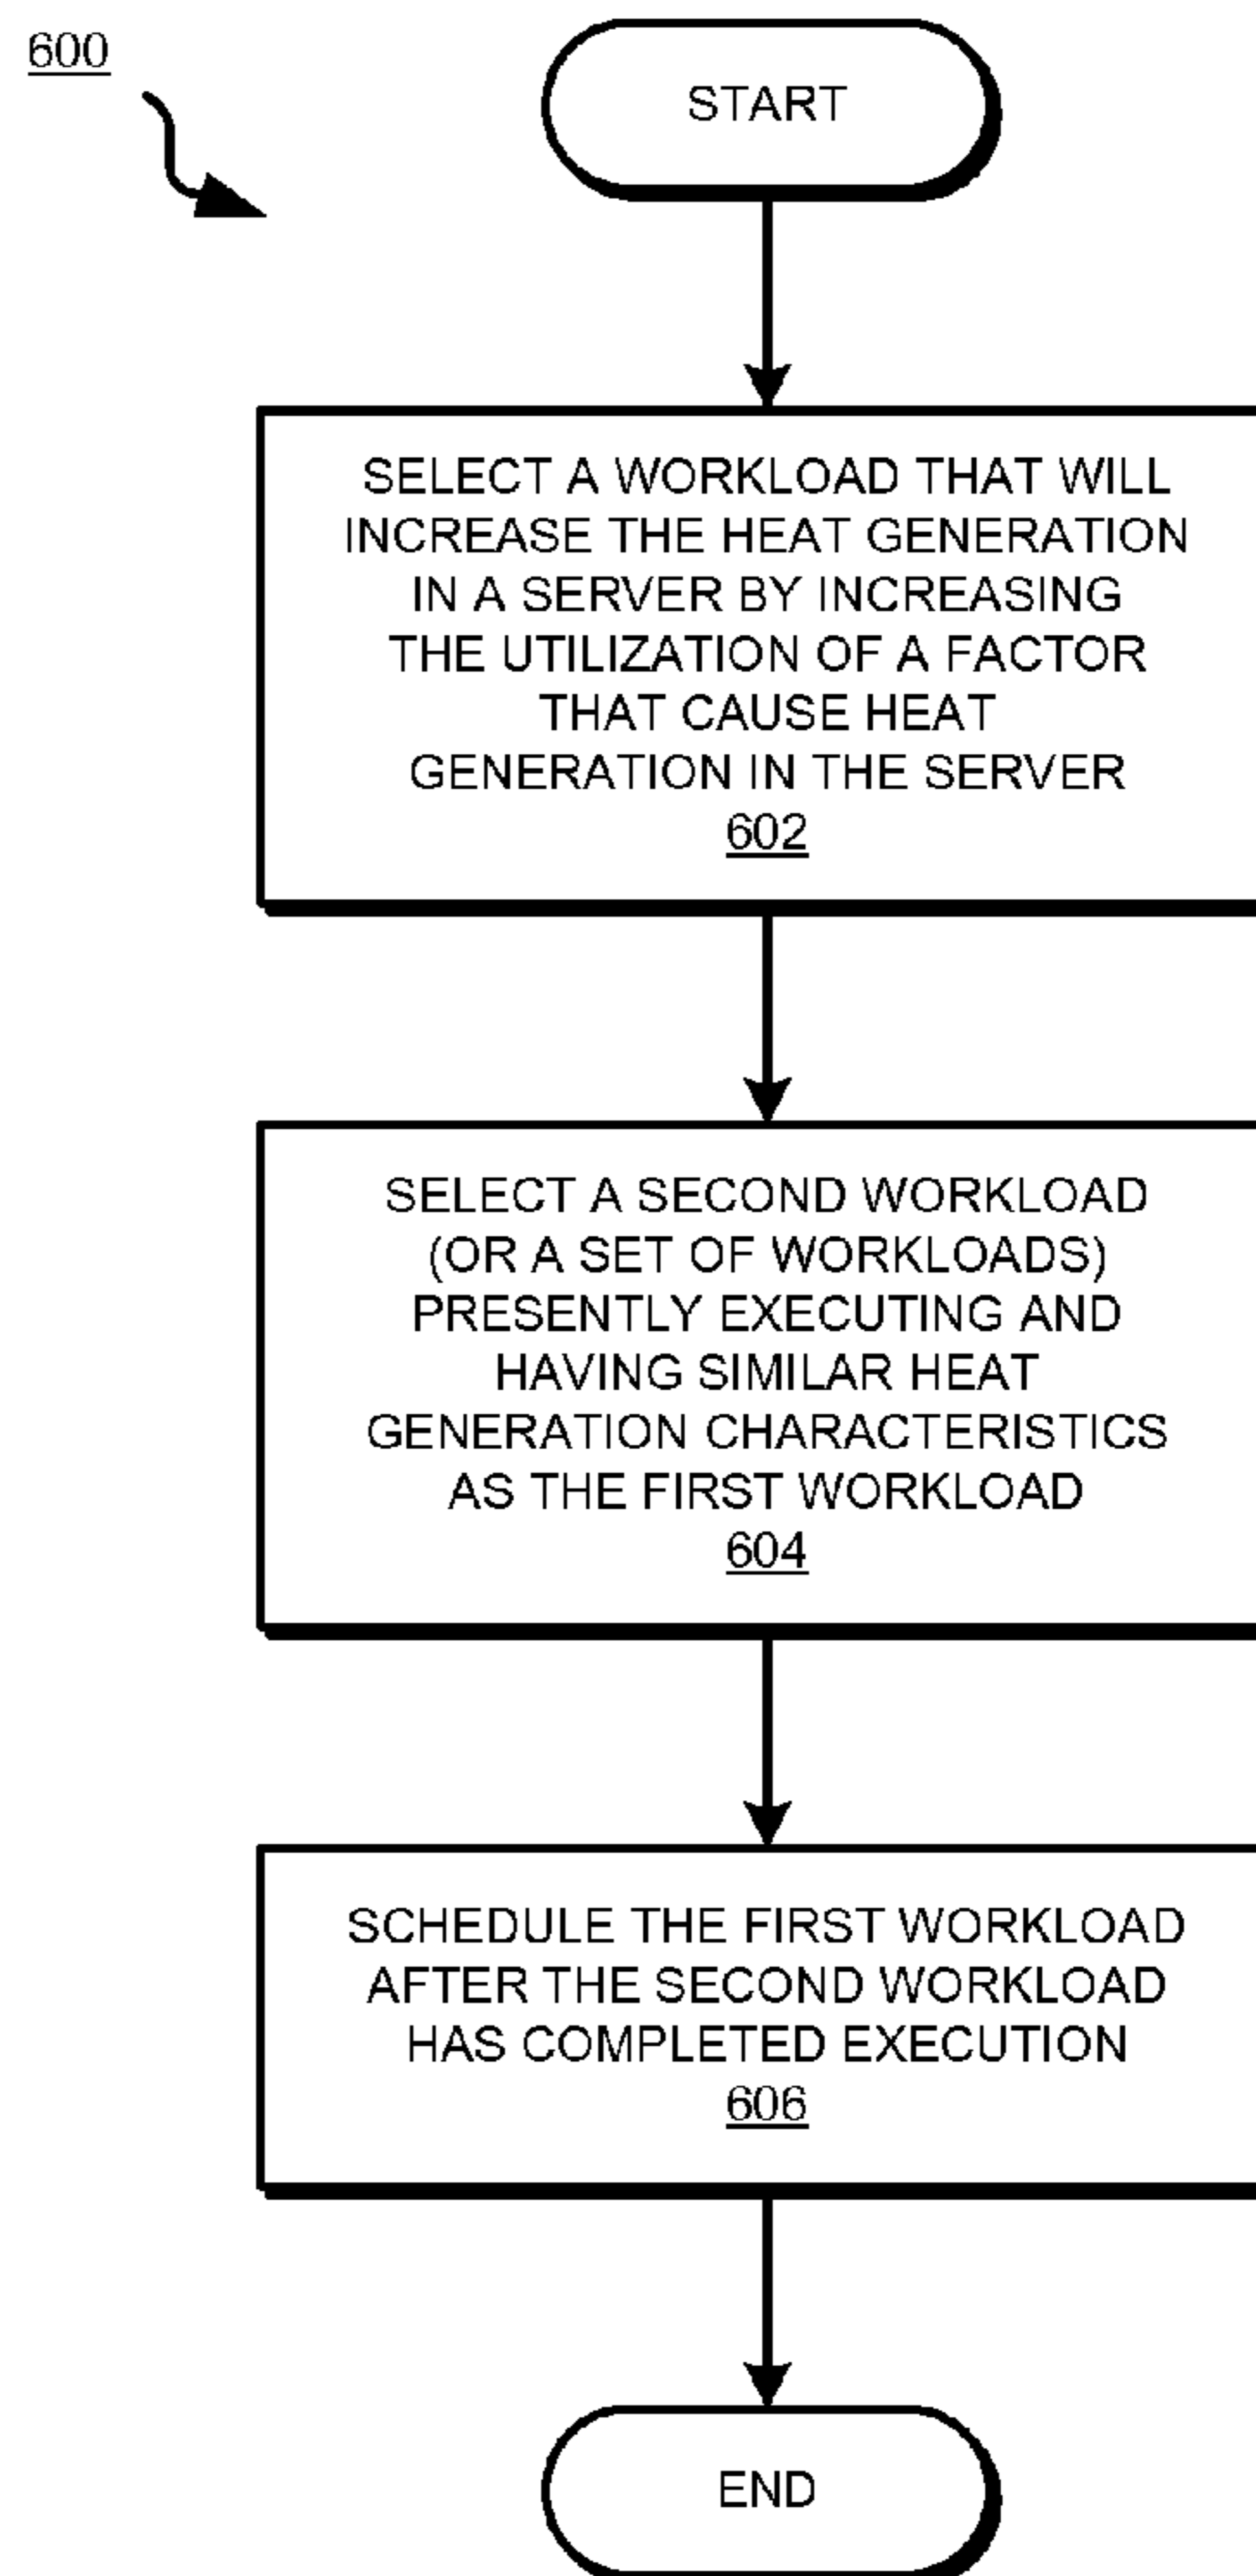 600
START
SELECT A WORKLOAD THAT WILL
INCREASE THE HEAT GENERATION
IN A SERVER BY INCREASING
THE UTILIZATION OF A FACTOR
THAT CAUSE HEAT
GENERATION IN THE SERVER
602
SELECT A SECOND WORKLOAD
(OR A SET OF WORKLOADS)
PRESENTLY EXECUTING AND
HAVING SIMILAR HEAT
GENERATION CHARACTERISTICS
AS THE FIRST WORKLOAD
604
SCHEDULE THE FIRST WORKLOAD
AFTER THE SECOND WORKLOAD
HAS COMPLETED EXECUTION
606
END